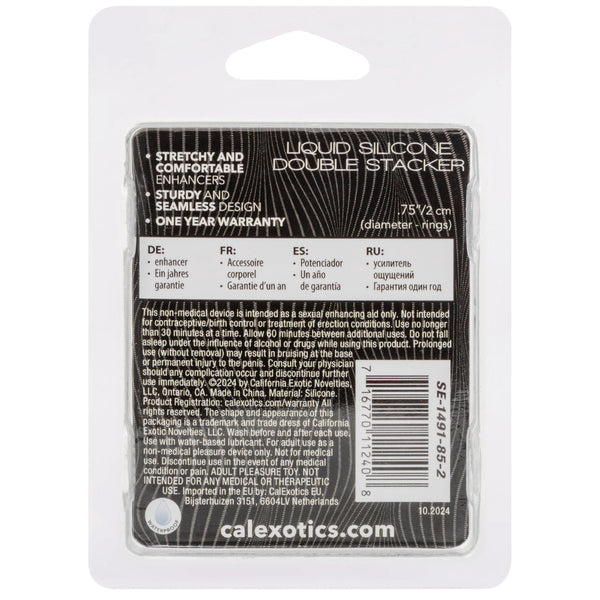 LIQUID SILICONE
DOUBLE STACKER
• STRETCHY AND
COMFORTABLE
ENHANCERS
• STURDY AND
SEAMLESS DESIGN
• ONE YEAR WARRANTY
.75"/2 cm
(diameter - rings)
DE:
• enhancer
• Ein jahres
garantie
FR:
• Accessoire
corporel
• Garantie d'un an
ES:
• Potenciador
• Un año
de garantía
RU:
• усилитель
ощущений
• Гарантия один год
This non-medical device is intended as a sexual enhancing aid only. Not intended
for contraceptive/birth control or treatment of erection conditions. Use no longer
than 30 minutes at a time. Allow 60 minutes between additional uses. Do not fall
asleep under the influence of alcohol or drugs while using this product. Prolonged
use (without removal) may result in bruising at the base
or permanent injury to the penis. Consult your physician
should any complication occur and discontinue further
use immediately. ©2024 by California Exotic Novelties,
LLC, Ontario, CA. Made in China. Material: Silicone.
Product Registration: calexotics.com/warranty All rights
reserved. The shape and appearance of this
packaging is a trademark and trade dress of California
Exotic Novelties, LLC. Wash before and after each use.
Use with water-based lubricant. For adult use as a
non-medical pleasure device only. Not for medical
use. Discontinue use in the event of any medical
condition or pain. ADULT PLEASURE TOY. NOT
INTENDED FOR ANY MEDICAL OR THERAPEUTIC
USE. Imported in the EU by: CalExotics EU,
Bijsterhuizen 3151, 6604LV Netherlands
7 16770 11240 8
SE-1491-85-2
10.2024
WATERPROOF
calexotics.com